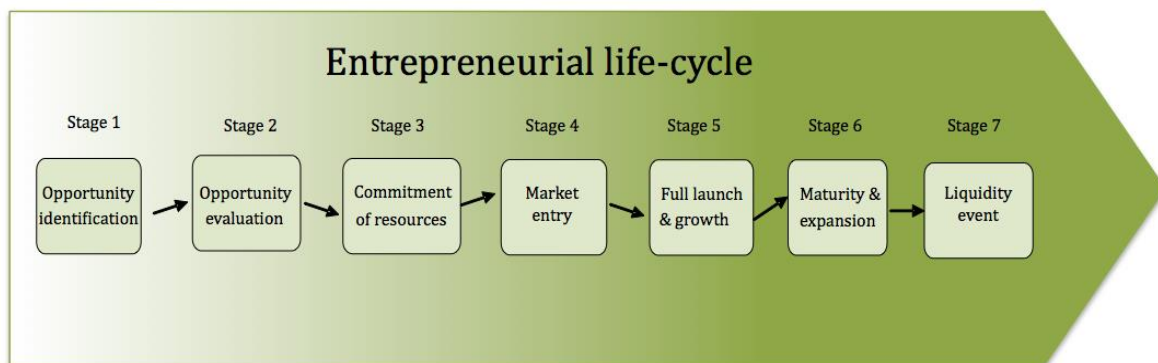 Entrepreneurial life-cycle
Stage 1
Stage 2
Stage 3
Stage 4
Stage 5
Stage 6
Stage 7
Opportunity
identification
Opportunity
evaluation
Commitment
of resources
Market
entry
Full launch
& growth
Maturity &
expansion
Liquidity
event